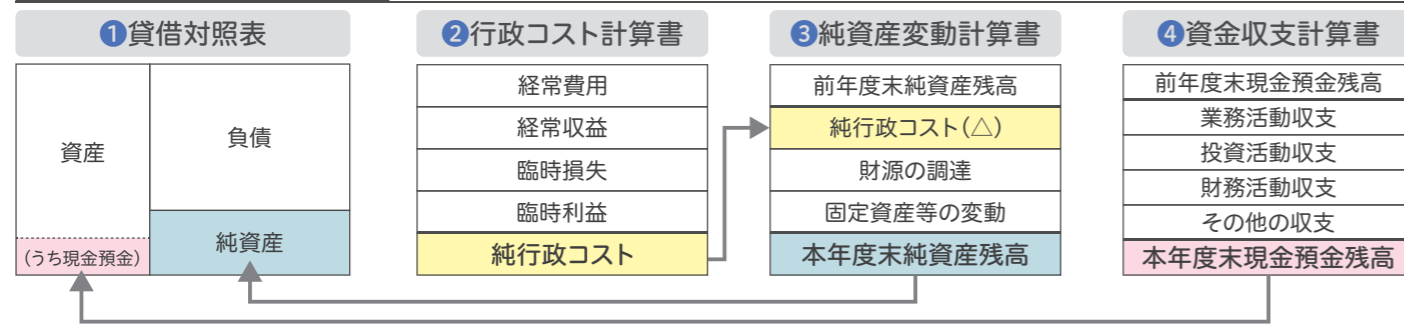 ❶貸借対照表
資産
(うち現金預金)
負債
純資産
❷行政コスト計算書
経常費用
経常収益
臨時損失
臨時利益
純行政コスト
❸純資産変動計算書
前年度末純資産残高
純行政コスト(△)
財源の調達
固定資産等の変動
本年度末純資産残高
❹資金収支計算書
前年度末現金預金残高
業務活動収支
投資活動収支
財務活動収支
その他の収支
本年度末現金預金残高